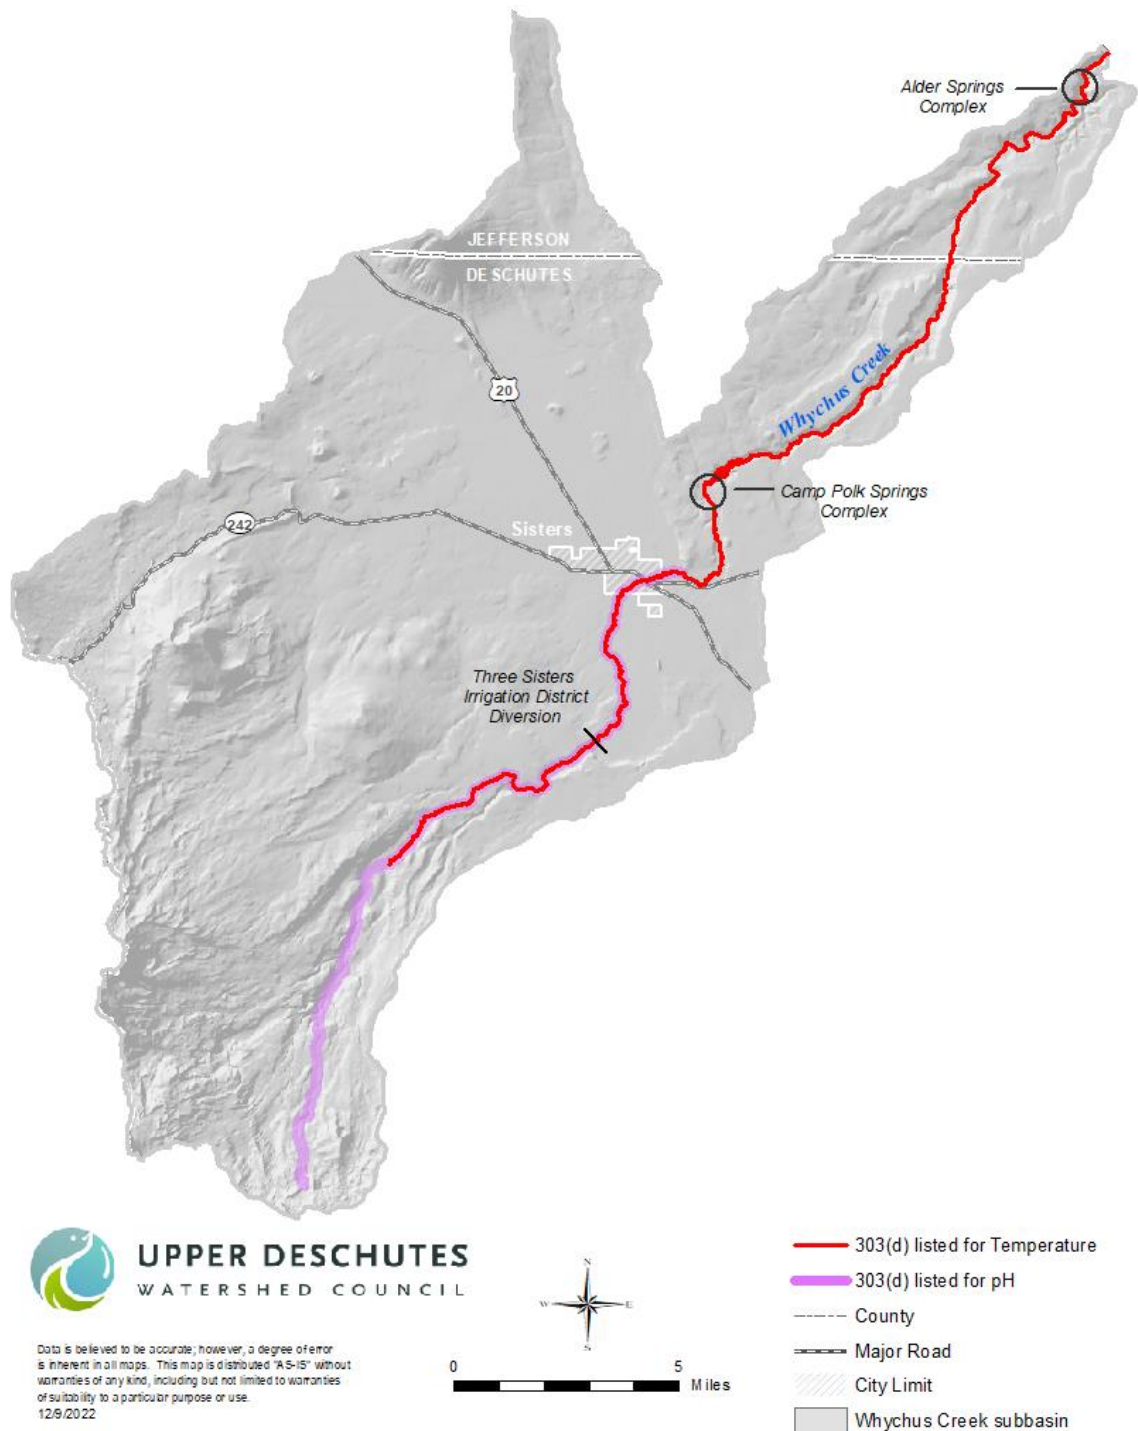 Alder Springs
Complex
JEFFERSON
DESCHUTES
20
Whychus Creek
Camp Polk Springs
Complex
242
Sisters
Three Sisters
Irrigation District
Diversion
UPPER DESCHUTES
WATERSHED COUNCIL
Data is believed to be accurate; however, a degree of error
is inherent in all maps. This map is distributed "AS-IS" without
warranties of any kind, including but not limited to warranties
of suitability to a particular purpose or use.
12/9/2022
N
W E
S
0 5
Miles
303(d) listed for Temperature
303(d) listed for pH
County
Major Road
City Limit
Whychus Creek subbasin